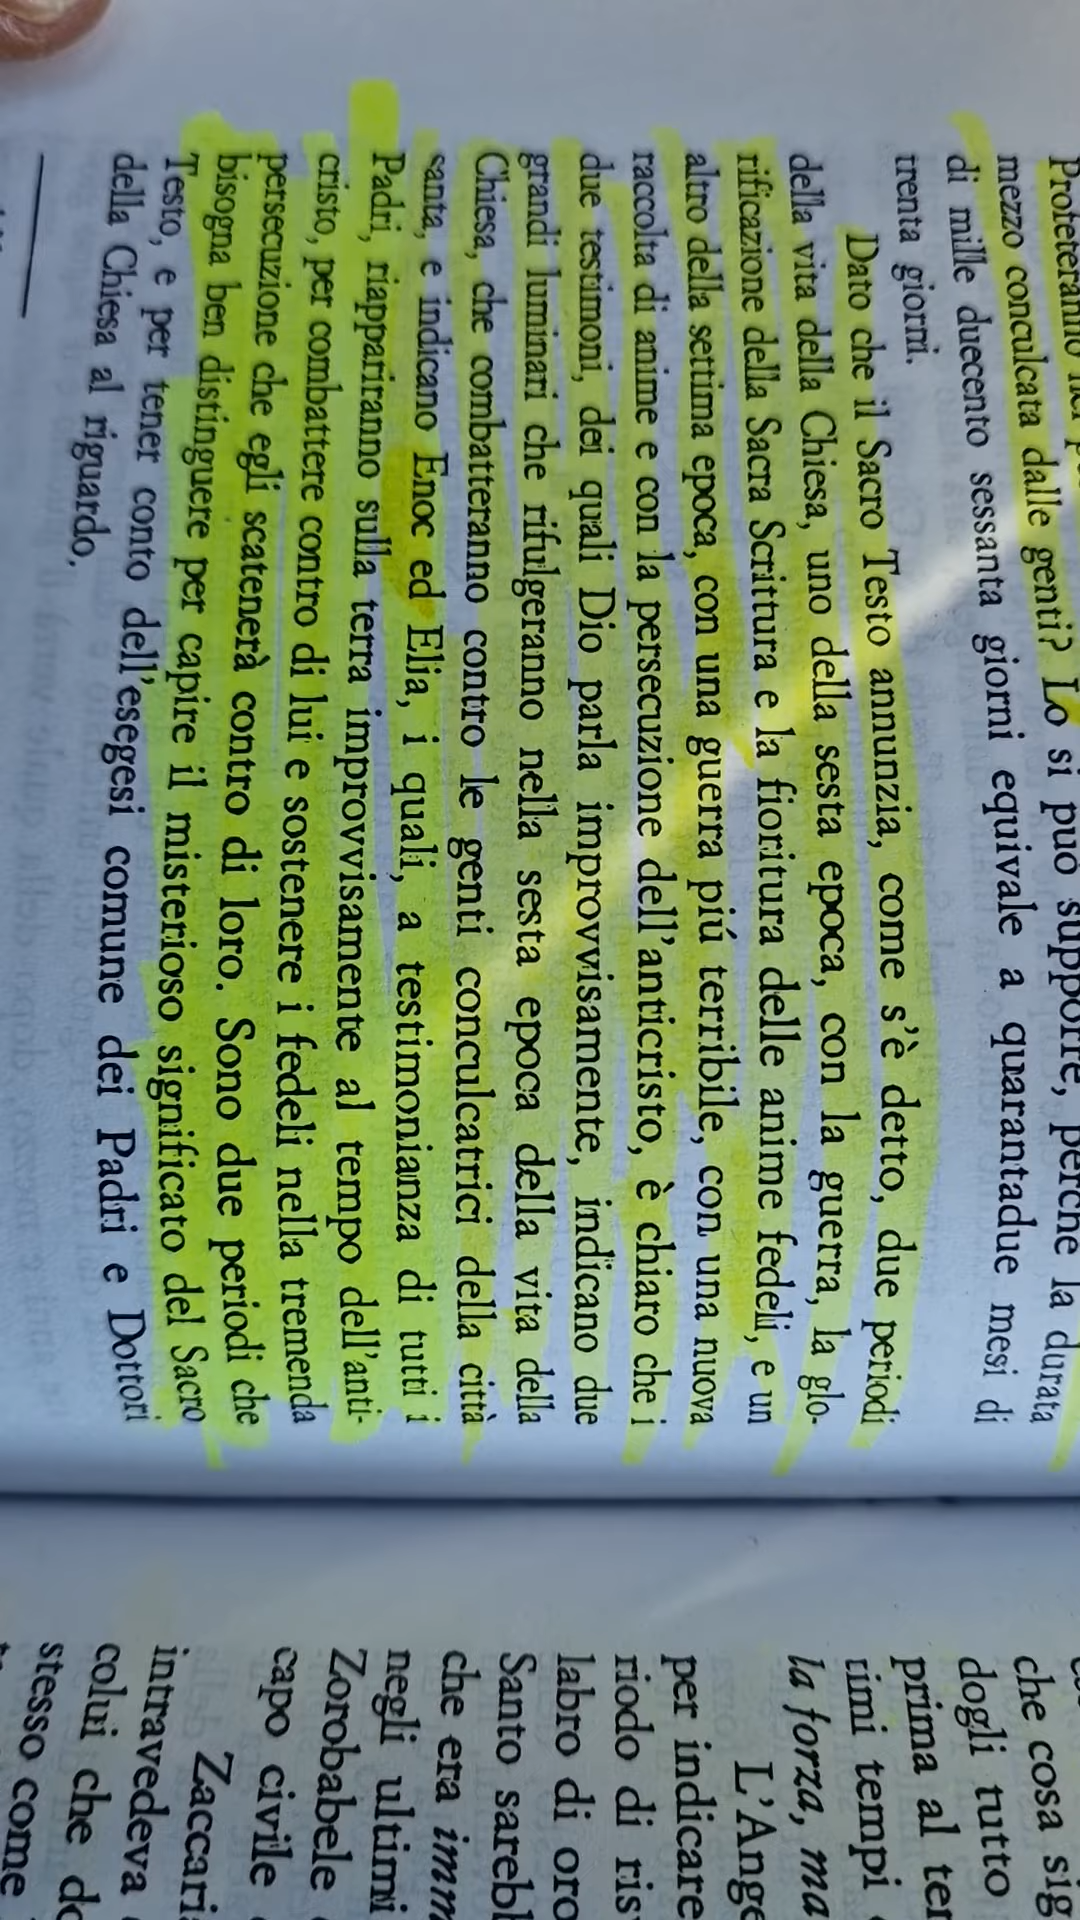 Profeteranno
mezzo conculcata dalle genti? Lo si può supporre, perché la durata
di mille duecento sessanta giorni equivale a quarantadue mesi di
trenta giorni.
Dato che il Sacro Testo annunzia, come s'è detto, due periodi
della vita della Chiesa, uno della sesta epoca, con la guerra, la glo-
rificazione della Sacra Scrittura e la fioritura delle anime fedeli, e un
altro della settima epoca, con una guerra piú terribile, con una nuova
raccolta di anime e con la persecuzione dell'anticristo, è chiaro che i
due testimoni, dei quali Dio parla improvvisamente, indicano due
grandi luminari che rifulgeranno nella sesta epoca della vita della
Chiesa, che combatteranno contro le genti conculcatrici della città
santa, e indicano Enoc ed Elia, i quali, a testimonianza di tutti i
Padri, riappariranno sulla terra improvvisamente al tempo dell'anti-
cristo, per combattere contro di lui e sostenere i fedeli nella tremenda
persecuzione che egli scatenerà contro di loro. Sono due periodi che
bisogna ben distinguere per capire il misterioso significato del Sacro
Testo, e per tener conto dell'esegesi comune dei Padri e Dottori
della Chiesa al riguardo.
che cosa sig
dogli tutto
prima al ter
timi tempi
la forza, ma
L'Ange
per indicare
riodo di ris
labro di oro
Santo sareb
che era imm
negli ultimi
Zorobabele
capo civile
Zaccari
intravedeva
colui che do
stesso come